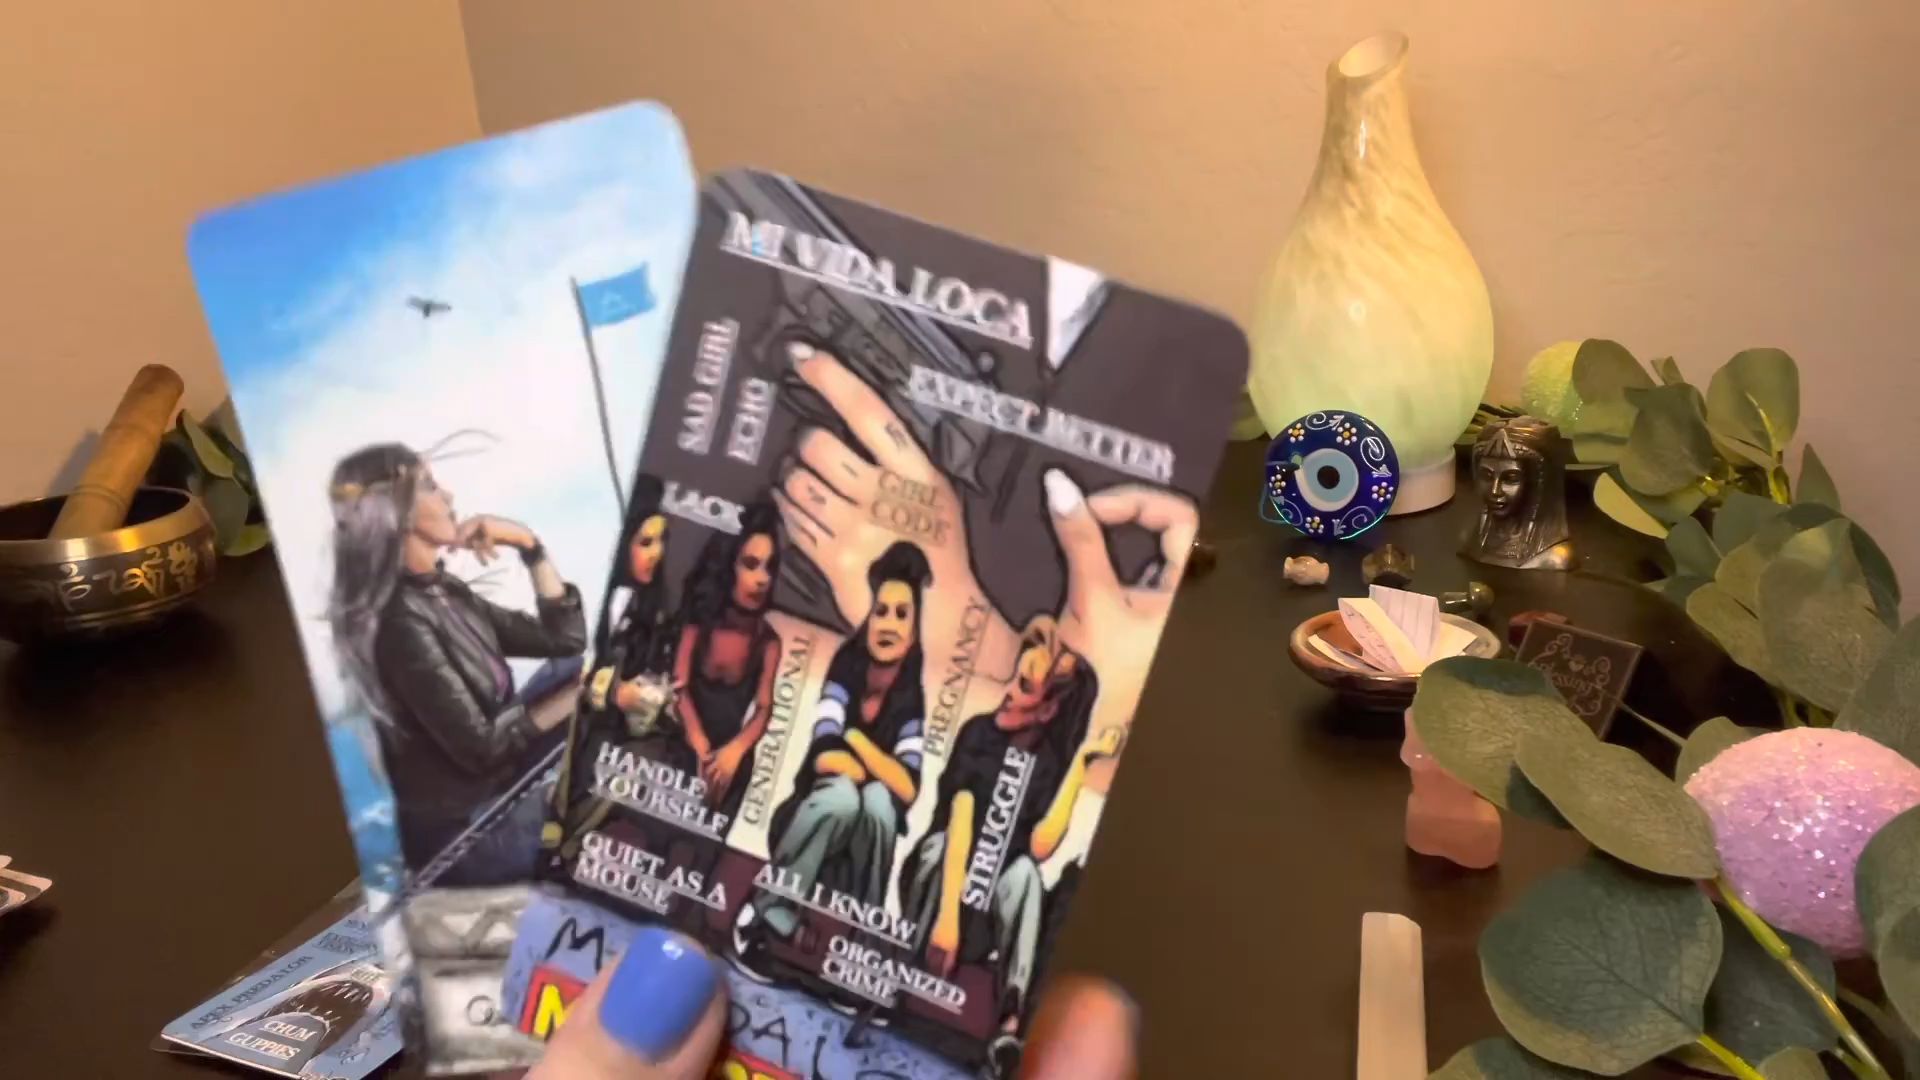 MI VIDA LOCA
EXPECT BETTER
SAD GIRL
ECHO
LACK
GIRL
CODE
GENERATIONAL
PREGNANCY
HANDLE
YOURSELF
STRUGGLE
QUIET AS A
MOUSE
ALL I KNOW
ORGANIZED
CRIME
APEX PREDATOR
CHUM
GUPPIES